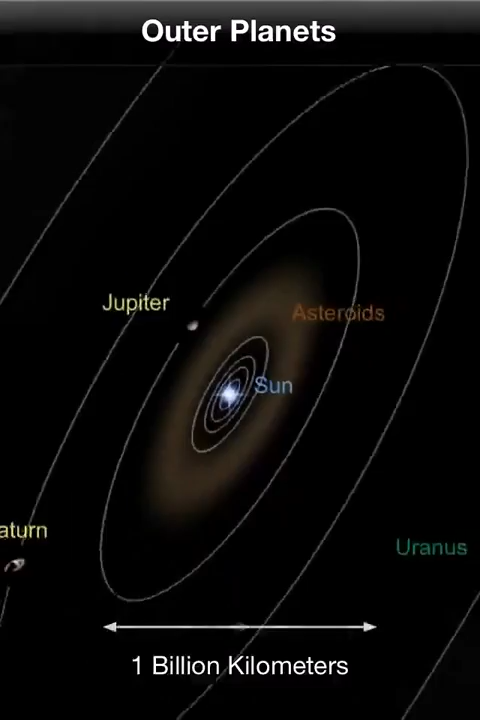 Outer Planets
Jupiter
Asteroids
Sun
aturn
Uranus
1 Billion Kilometers